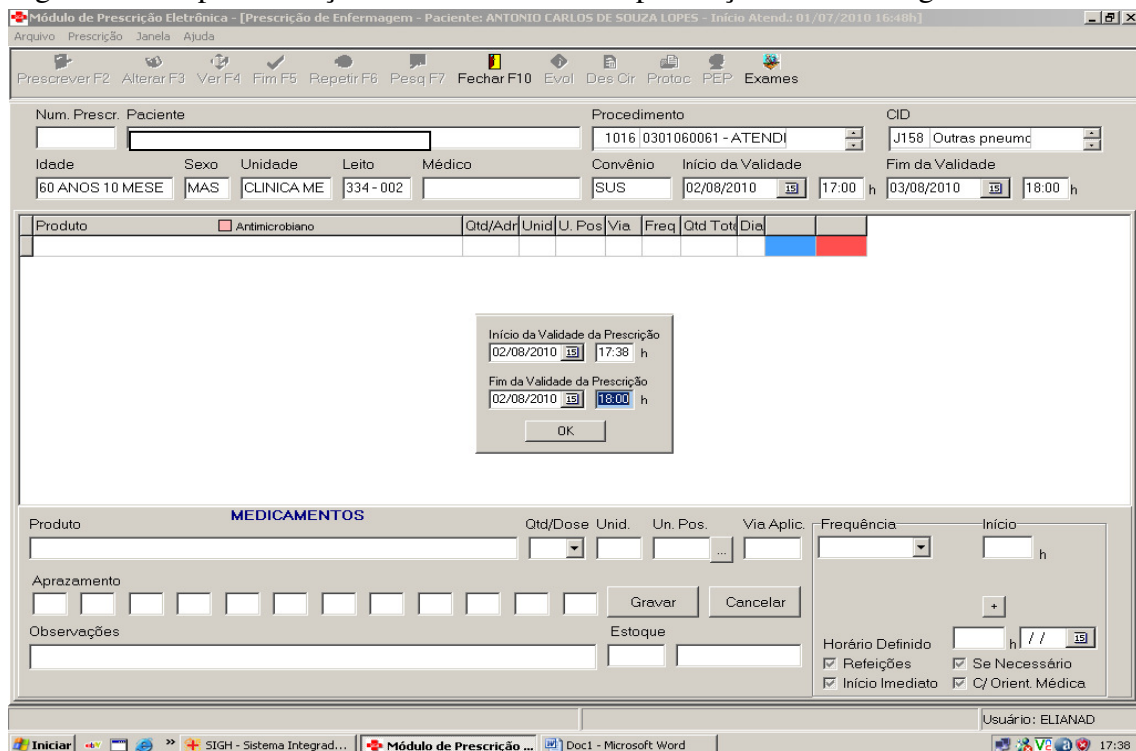 Módulo de Prescrição Eletrônica - [Prescrição de Enfermagem - Paciente: ANTONIO CARLOS DE SOUZA LOPES - Início Atend.: 01/07/2010 16:48h]
Arquivo Prescrição Janela Ajuda
Prescrever F2 Alterar F3 Ver F4 Fim F5 Repetir F6 Pesq F7 Fechar F10 Evol Des Cir Protoc PEP Exames
Num. Prescr. Paciente Procedimento CID
1016 0301060061 - ATENDI J158 Outras pneumo
Idade Sexo Unidade Leito Médico Convênio Início da Validade Fim da Validade
60 ANOS 10 MESE MAS CLINICA ME 334 - 002 SUS 02/08/2010 15 17:00 h 03/08/2010 15 18:00 h
Produto Antimicrobiano Qtd/Adm Unid U. Pos Via Freq Qtd Tota Dia
Início da Validade da Prescrição
02/08/2010 15 17:38 h
Fim da Validade da Prescrição
02/08/2010 15 18:00 h
OK
MEDICAMENTOS
Produto Qtd/Dose Unid. Un. Pos. Via Aplic. Frequência Início
... h
Aprazamento
Gravar Cancelar +
Observações Estoque
Horário Definido h / / 15
Refeições Se Necessário
Início Imediato C/ Orient. Médica
Usuário: ELIANAD
Iniciar » SIGH - Sistema Integrad... Módulo de Prescrição ... Doc1 - Microsoft Word 17:38